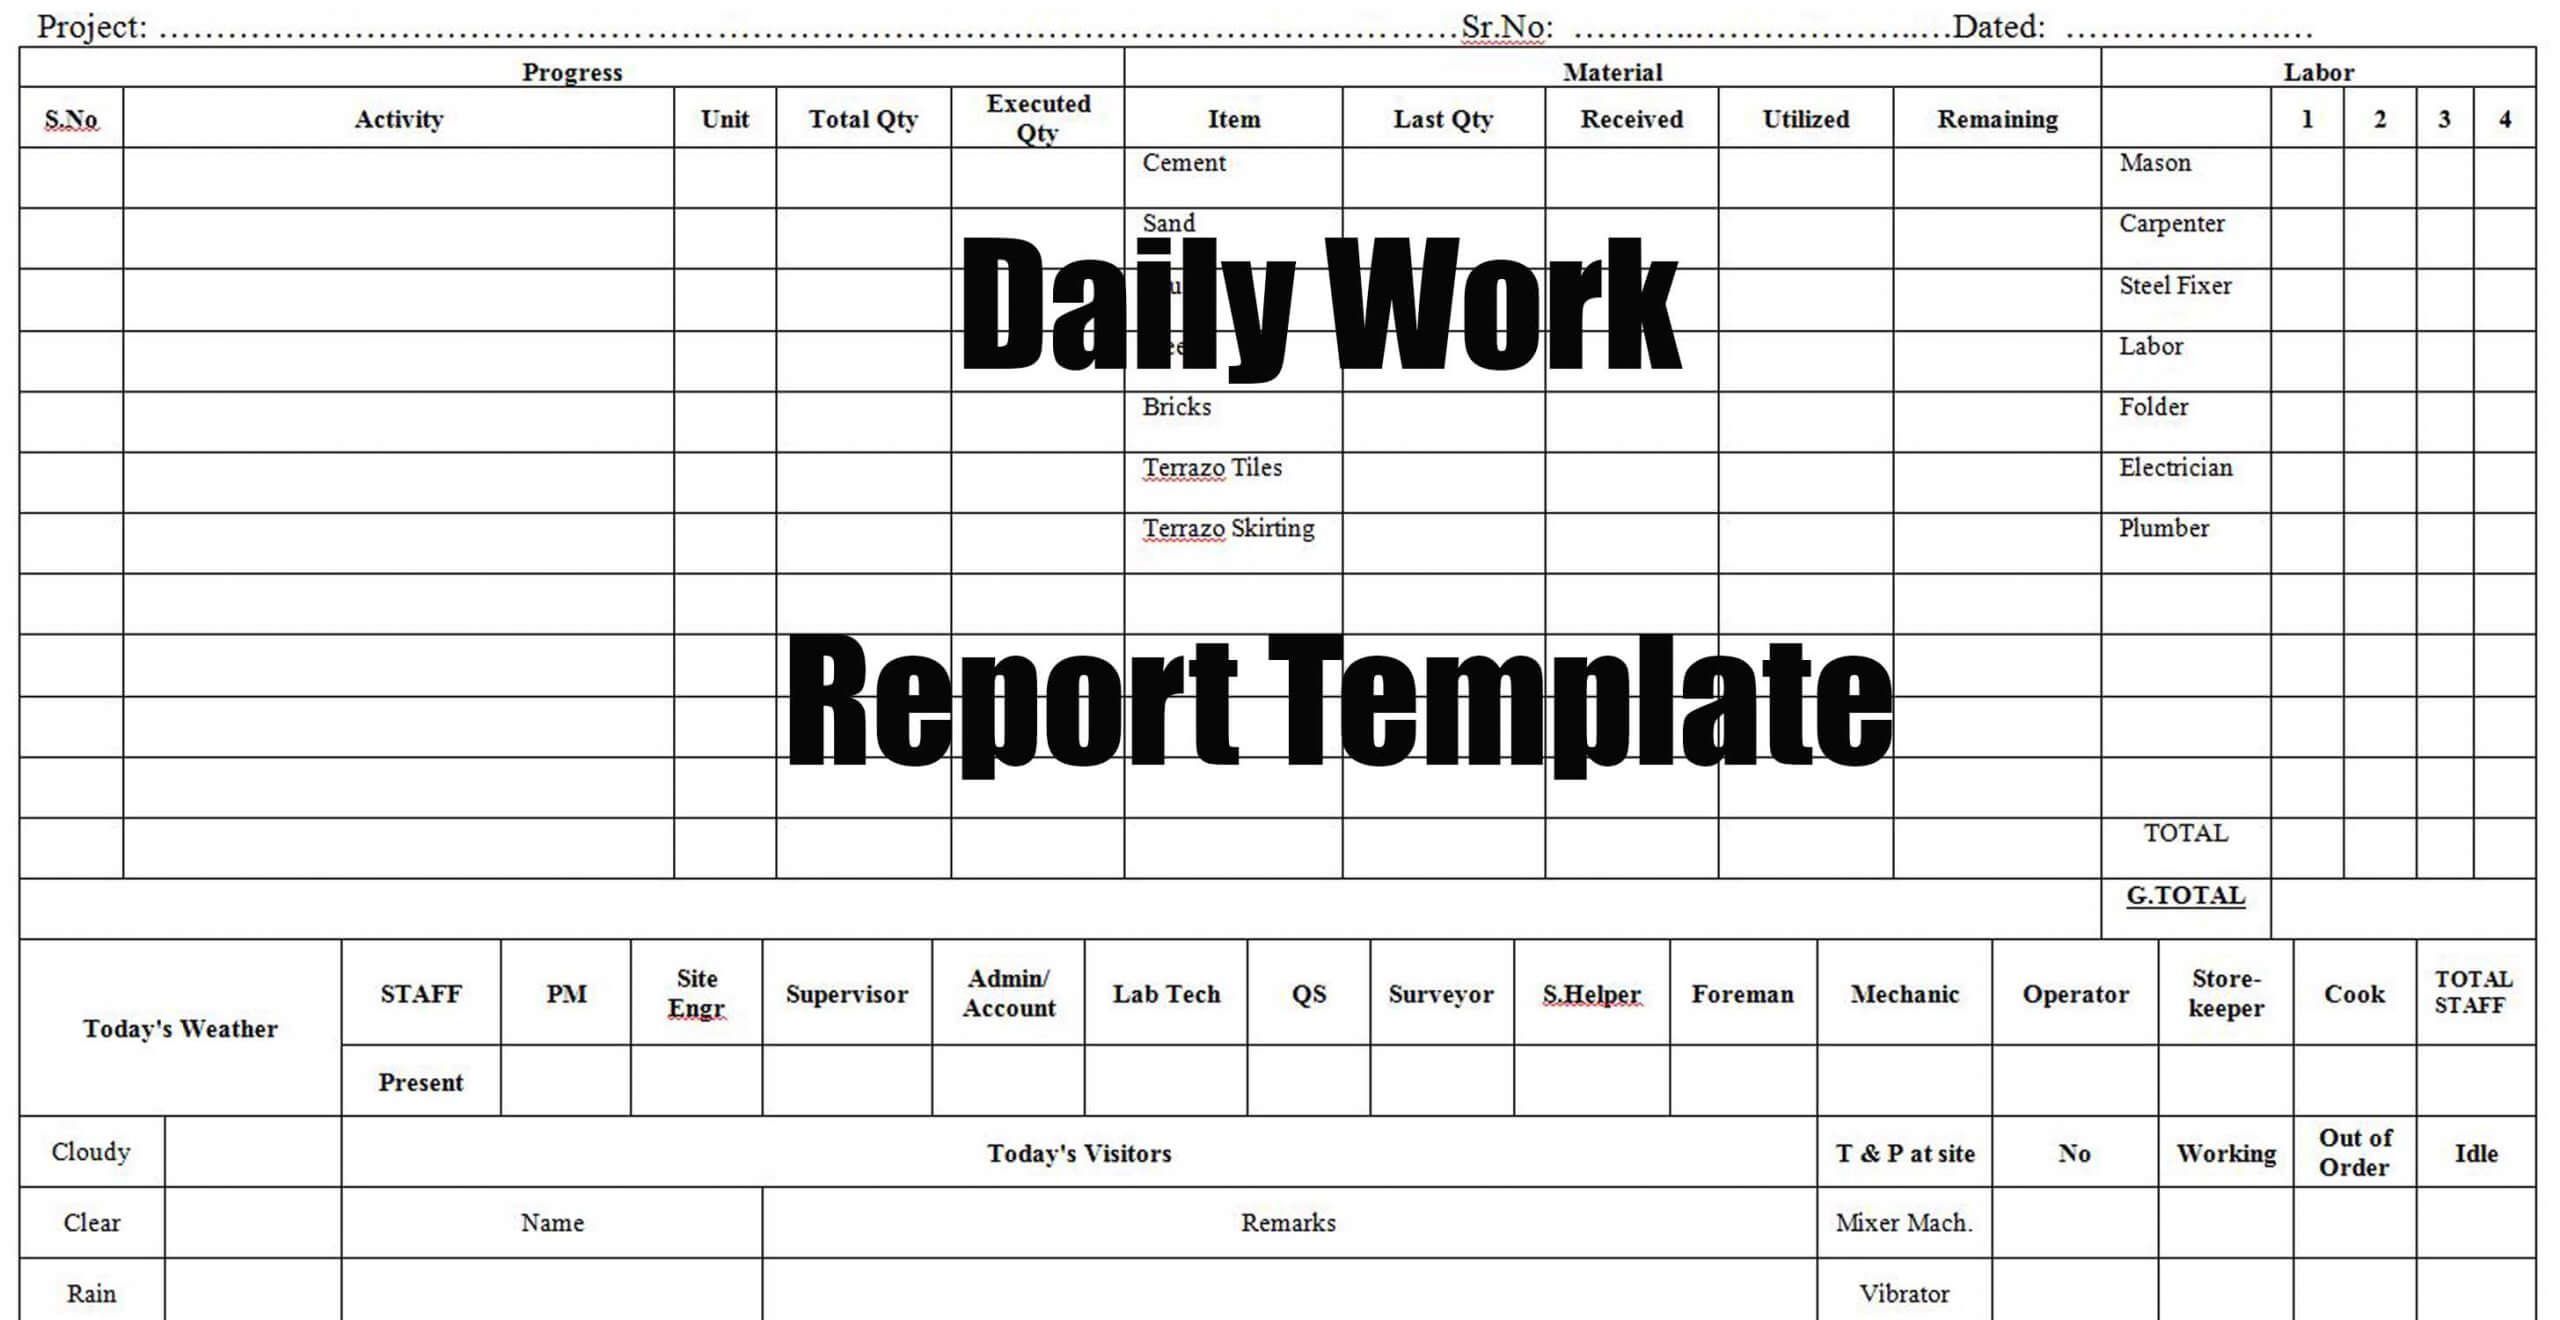 Project: ........................................Sr.No: ....................Dated: ....................
Progress Material Labor
S.No Activity Unit Total Qty Executed Qty Item Last Qty Received Utilized Remaining 1 2 3 4
Cement Mason
Sand Carpenter
Daily Work
Steel Fixer
Labor
Bricks Folder
Terrazo Tiles Electrician
Terrazo Skirting Plumber
Report Template
TOTAL
G.TOTAL
Today's Weather STAFF PM Site Engr Supervisor Admin/ Account Lab Tech QS Surveyor S.Helper Foreman Mechanic Operator Store-keeper Cook TOTAL STAFF
Present
Cloudy Today's Visitors T & P at site No Working Out of Order Idle
Clear Name Remarks Mixer Mach.
Rain Vibrator